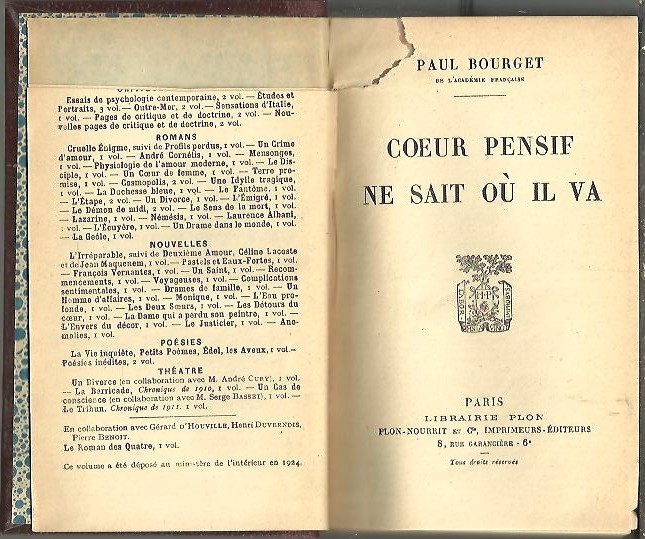 Essais de psychologie contemporaine, 2 vol. — Études et
Portraits, 3 vol. — Outre-Mer, 2 vol. — Sensations d'Italie,
1 vol. — Pages de critique et de doctrine, 2 vol. — Nou-
velles pages de critique et de doctrine, 2 vol.
ROMANS
Cruelle Énigme, suivi de Profils perdus, 1 vol. — Un Crime
d'amour, 1 vol. — André Cornélis, 1 vol. — Mensonges,
1 vol. — Physiologie de l'amour moderne, 1 vol. — Le Dis-
ciple, 1 vol. — Un Cœur de femme, 1 vol. — Terre pro-
mise, 1 vol. — Cosmopolis, 2 vol. — Une Idylle tragique,
1 vol. — La Duchesse bleue, 1 vol. — Le Fantôme, 1 vol.
— L'Étape, 2 vol. — Un Divorce, 1 vol. — L'Émigré, 1 vol.
— Le Démon de midi, 2 vol. — Le Sens de la mort, 1 vol.
— Lazarine, 1 vol. — Némésis, 1 vol. — Laurence Albani,
1 vol. — L'Écuyère, 1 vol. — Un Drame dans le monde, 1 vol.
— La Geôle, 1 vol.
NOUVELLES
L'Irréparable, suivi de Deuxième Amour, Céline Lacoste
et de Jean Maquenem, 1 vol. — Pastels et Eaux-Fortes, 1 vol.
— François Vernantes, 1 vol. — Un Saint, 1 vol. — Recom-
mencements, 1 vol. — Voyageuses, 1 vol. — Complications
sentimentales, 1 vol. — Drames de famille, 1 vol. — Un
Homme d'affaires, 1 vol. — Monique, 1 vol. — L'Eau pro-
fonde, 1 vol. — Les Deux Sœurs, 1 vol. — Les Détours du
cœur, 1 vol. — La Dame qui a perdu son peintre, 1 vol. —
L'Envers du décor, 1 vol. — Le Justicier, 1 vol. — Ano-
malies, 1 vol.
POÉSIES
La Vie inquiète, Petits Poèmes, Édel, les Aveux, 1 vol. —
Poésies inédites, 2 vol.
THÉATRE
Un Divorce (en collaboration avec M. André CURY), 1 vol.
— La Barricade, Chronique de 1910, 1 vol. — Un Cas de
conscience (en collaboration avec M. Serge BASSET), 1 vol. —
Le Tribun, Chronique de 1911. 1 vol.
En collaboration avec Gérard D'HOUVILLE, Henri DUVERNOIS,
Pierre BENOIT.
Le Roman des Quatre, 1 vol.
Ce volume a été déposé au ministère de l'intérieur en 1924.
PAUL BOURGET
DE L'ACADÉMIE FRANÇAISE
COEUR PENSIF
NE SAIT OÙ IL VA
PARIS
LIBRAIRIE PLON
PLON-NOURRIT ET Cie, IMPRIMEURS-ÉDITEURS
8, RUE GARANCIÈRE - 6e
Tous droits réservés